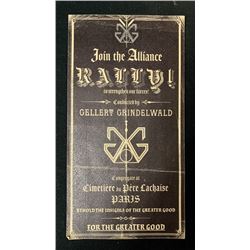 Join the Alliance
RALLY!
to strengthen our forces!
Conducted by
GELLERT GRINDELWALD
Congregate at
Cimetiere du Père Lachaise
PARIS
BEHOLD THE INSIGNIA OF THE GREATER GOOD
FOR THE GREATER GOOD